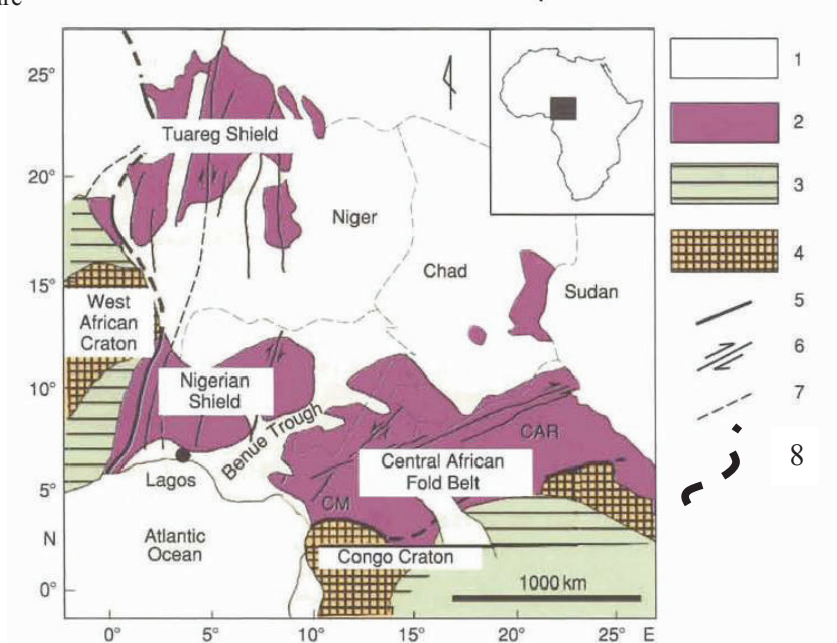 25°
Tuareg Shield
20°
Niger
Chad
15°
Sudan
West
African
Craton
10°
Nigerian
Shield
Benue Trough
CAR
Central African
Fold Belt
Lagos
5°
CM
N
Atlantic
Ocean
Congo Craton
1000 km
0°
0°
5°
10°
15°
20°
25°
E
1
2
3
4
5
6
7
8